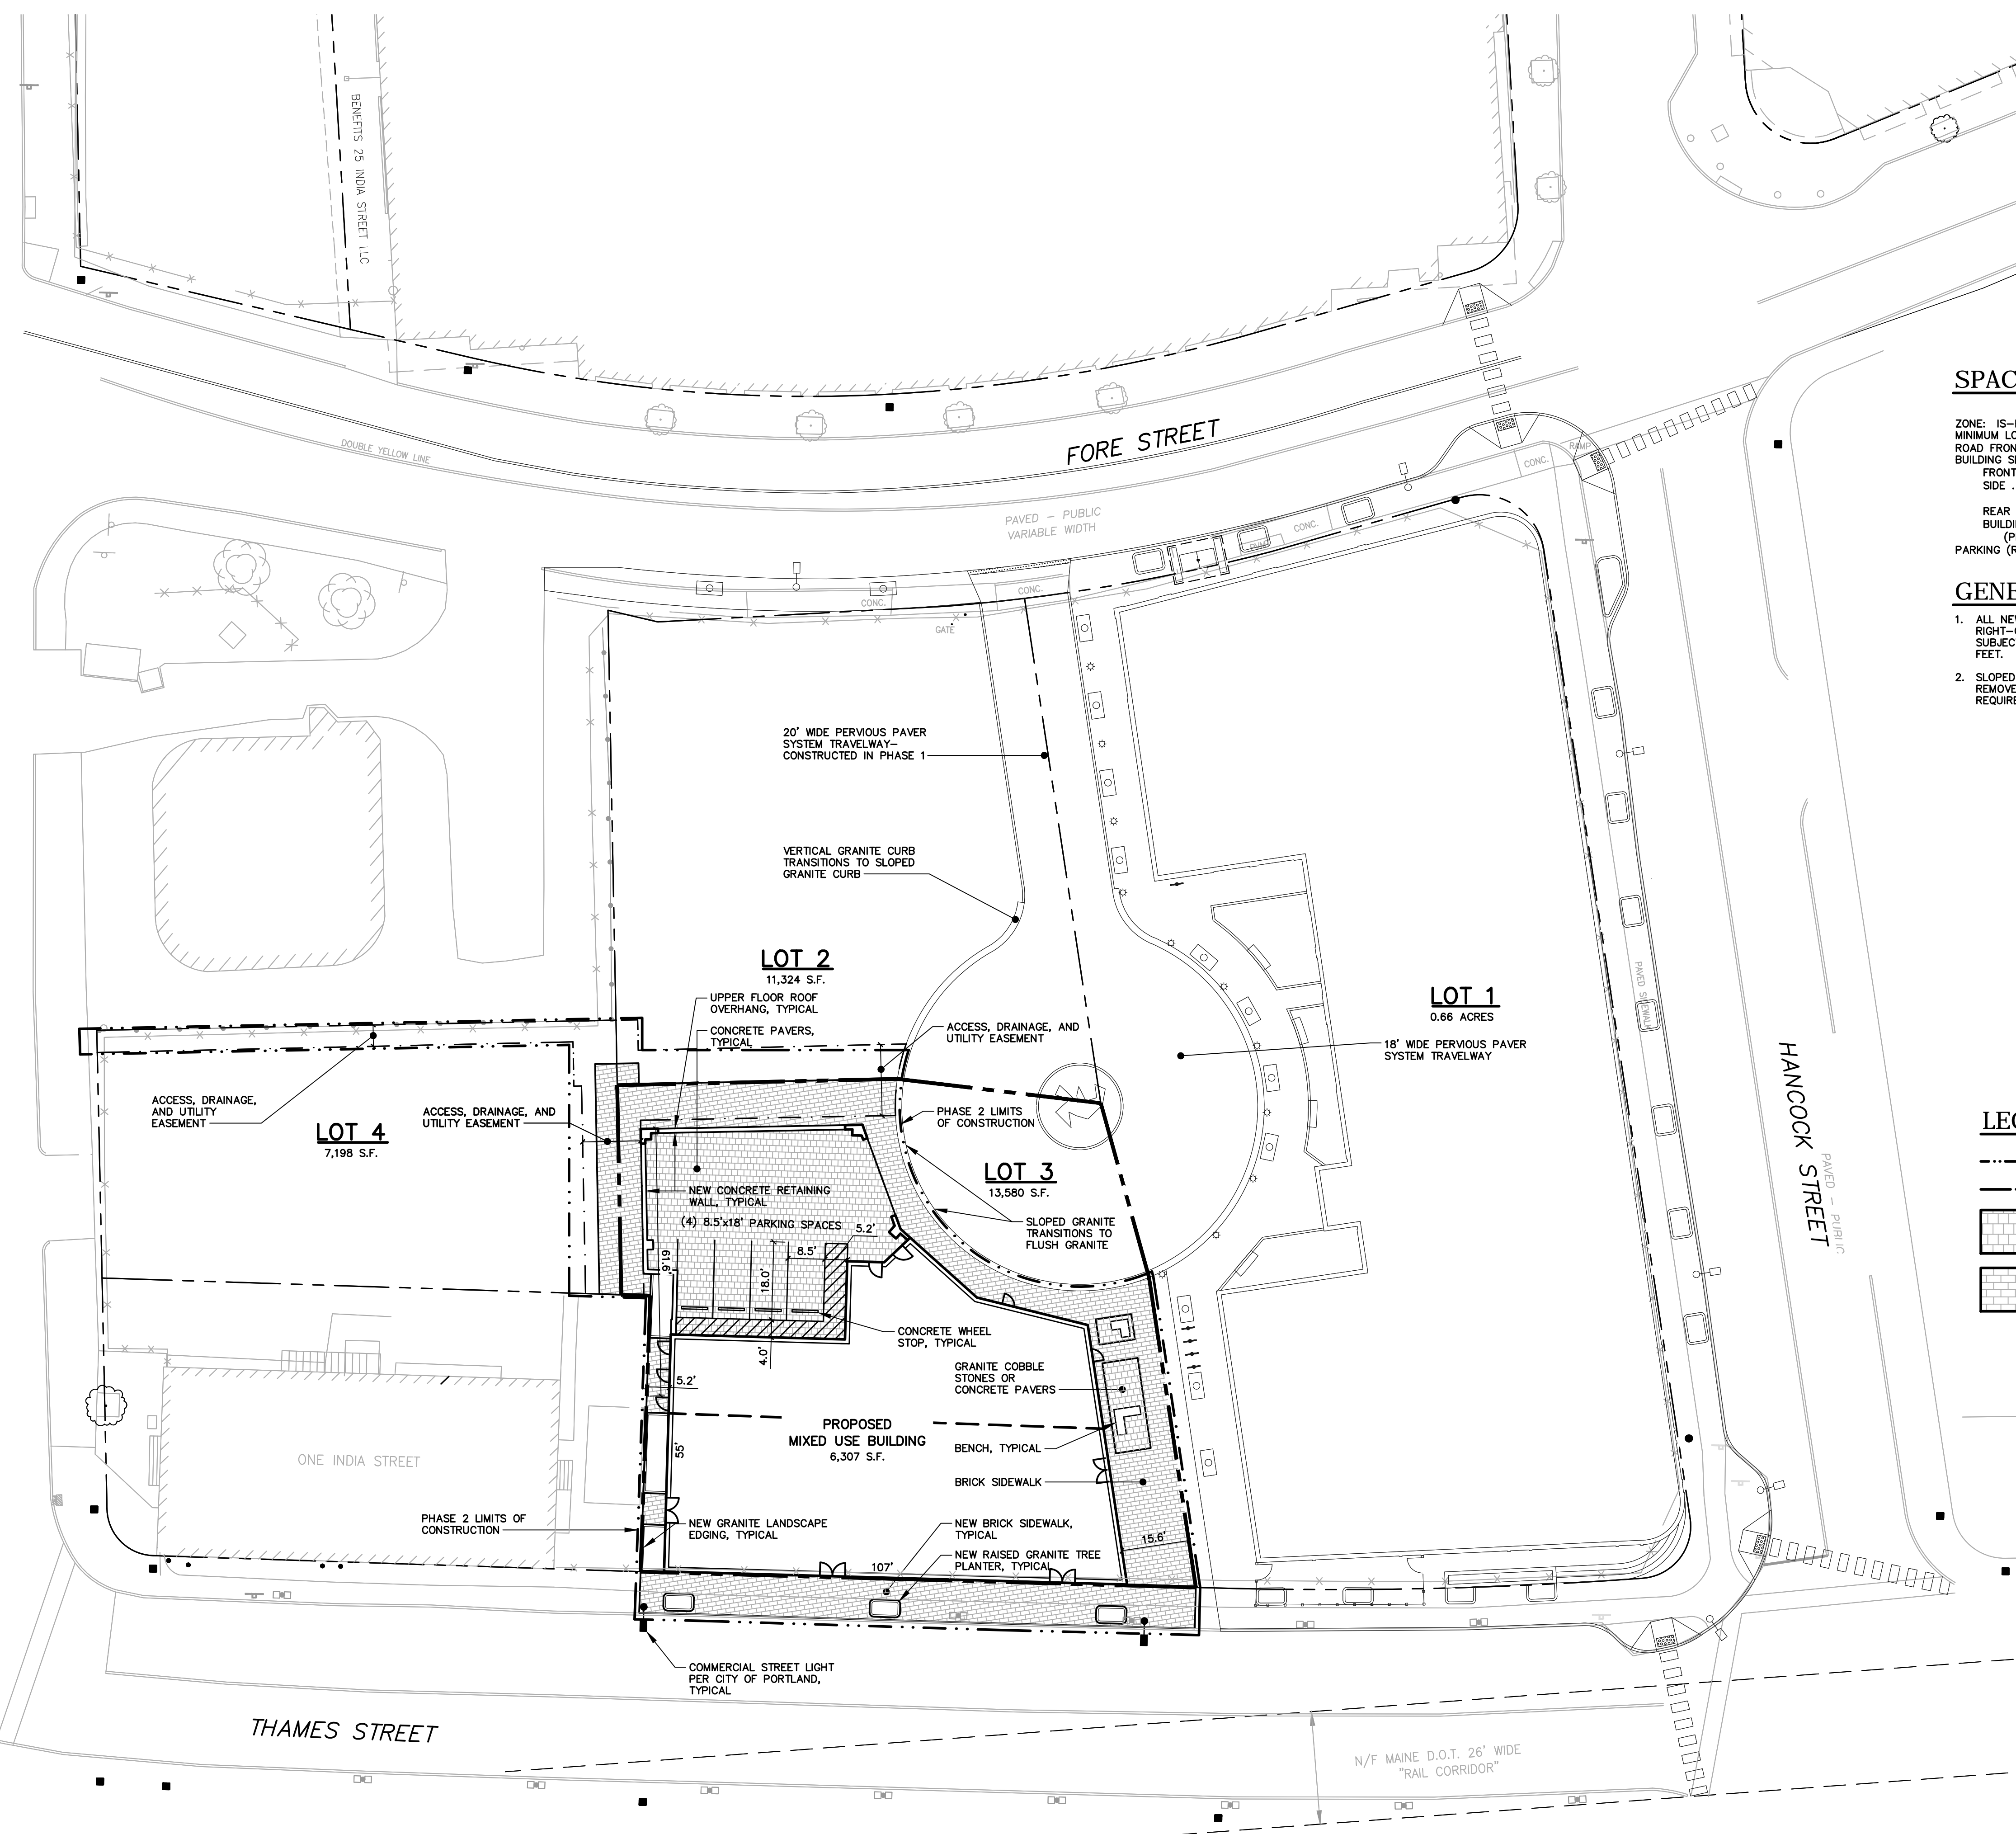 BENEFITS 25 INDIA STREET LLC
FORE STREET
DOUBLE YELLOW LINE
PAVED - PUBLIC
VARIABLE WIDTH
RAMP
CONC.
CONC.
CONC.
CONC.
GATE
SPAC
ZONE: IS-
MINIMUM LO
ROAD FRON
BUILDING S
FRONT
SIDE .
REAR
BUILDI
(P
PARKING (R
GENE
1. ALL NE
RIGHT-
SUBJEC
FEET.
2. SLOPED
REMOVE
REQUIRE
20' WIDE PERVIOUS PAVER
SYSTEM TRAVELWAY-
CONSTRUCTED IN PHASE 1
VERTICAL GRANITE CURB
TRANSITIONS TO SLOPED
GRANITE CURB
LOT 2
11,324 S.F.
UPPER FLOOR ROOF
OVERHANG, TYPICAL
CONCRETE PAVERS,
TYPICAL
ACCESS, DRAINAGE, AND
UTILITY EASEMENT
LOT 1
0.66 ACRES
18' WIDE PERVIOUS PAVER
SYSTEM TRAVELWAY
PAVED SIDEWALK
HANCOCK STREET
PAVED - PUBLIC
ACCESS, DRAINAGE,
AND UTILITY
EASEMENT
ACCESS, DRAINAGE, AND
UTILITY EASEMENT
LOT 4
7,198 S.F.
PHASE 2 LIMITS
OF CONSTRUCTION
LOT 3
13,580 S.F.
NEW CONCRETE RETAINING
WALL, TYPICAL
(4) 8.5'x18' PARKING SPACES
5.2'
8.5'
18.0'
61.6'
4.0'
SLOPED GRANITE
TRANSITIONS TO
FLUSH GRANITE
LEG
CONCRETE WHEEL
STOP, TYPICAL
GRANITE COBBLE
STONES OR
CONCRETE PAVERS
5.2'
55'
PROPOSED
MIXED USE BUILDING
6,307 S.F.
BENCH, TYPICAL
BRICK SIDEWALK
ONE INDIA STREET
PHASE 2 LIMITS OF
CONSTRUCTION
NEW GRANITE LANDSCAPE
EDGING, TYPICAL
NEW BRICK SIDEWALK,
TYPICAL
NEW RAISED GRANITE TREE
PLANTER, TYPICAL
15.6'
107'
COMMERCIAL STREET LIGHT
PER CITY OF PORTLAND,
TYPICAL
THAMES STREET
N/F MAINE D.O.T. 26' WIDE
"RAIL CORRIDOR"